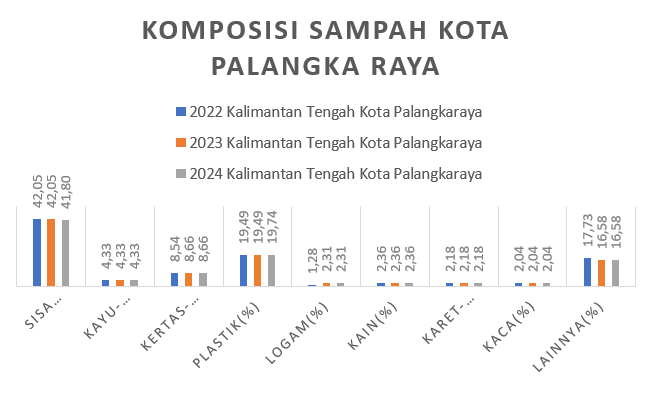 KOMPOSISI SAMPAH KOTA
PALANGKA RAYA
2022 Kalimantan Tengah Kota Palangkaraya
2023 Kalimantan Tengah Kota Palangkaraya
2024 Kalimantan Tengah Kota Palangkaraya
42,05
42,05
41,80
4,33
4,33
4,33
8,54
8,66
8,66
19,49
19,49
19,74
1,28
2,31
2,31
2,36
2,36
2,36
2,18
2,18
2,18
2,04
2,04
2,04
17,73
16,58
16,58
SISA...
KAYU-...
KERTAS-...
PLASTIK(%)
LOGAM(%)
KAIN(%)
KARET-...
KACA(%)
LAINNYA(%)